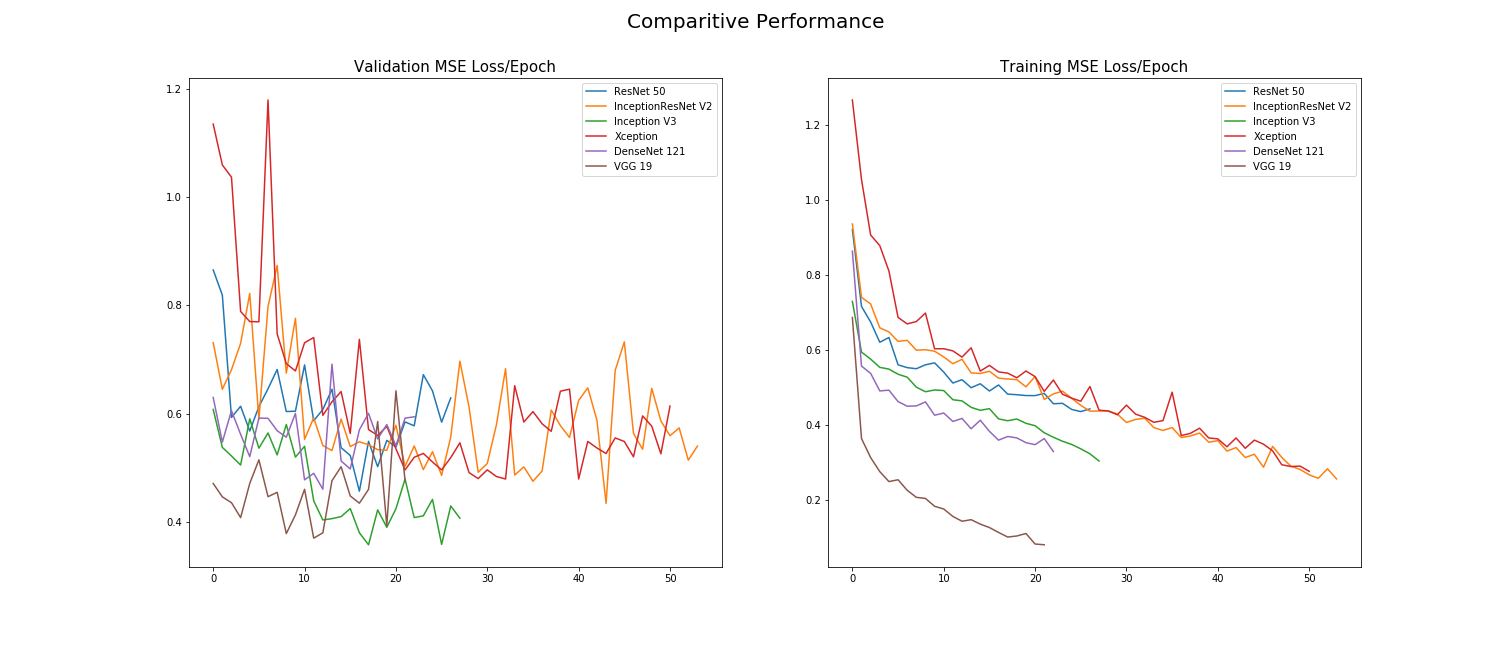 Comparitive Performance
Validation MSE Loss/Epoch
1.2
1.0
0.8
0.6
0.4
0
10
20
30
40
50
ResNet 50
InceptionResNet V2
Inception V3
Xception
DenseNet 121
VGG 19
Training MSE Loss/Epoch
1.2
1.0
0.8
0.6
0.4
0.2
0
10
20
30
40
50
ResNet 50
InceptionResNet V2
Inception V3
Xception
DenseNet 121
VGG 19